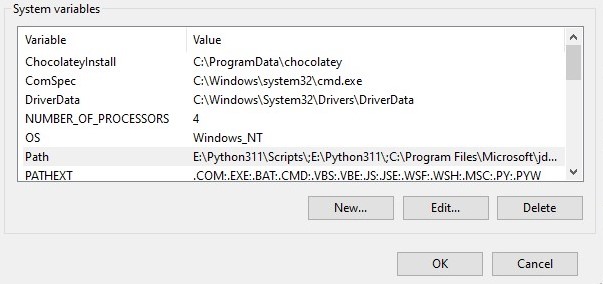 System variables
Variable Value
ChocolateyInstall C:\ProgramData\chocolatey
ComSpec C:\Windows\system32\cmd.exe
DriverData C:\Windows\System32\Drivers\DriverData
NUMBER_OF_PROCESSORS 4
OS Windows_NT
Path E:\Python311\Scripts\;E:\Python311\;C:\Program Files\Microsoft\jd...
PATHEXT .COM;.EXE;.BAT;.CMD;.VBS;.VBE;.JS;.JSE;.WSF;.WSH;.MSC;.PY;.PYW
New... Edit... Delete
OK Cancel